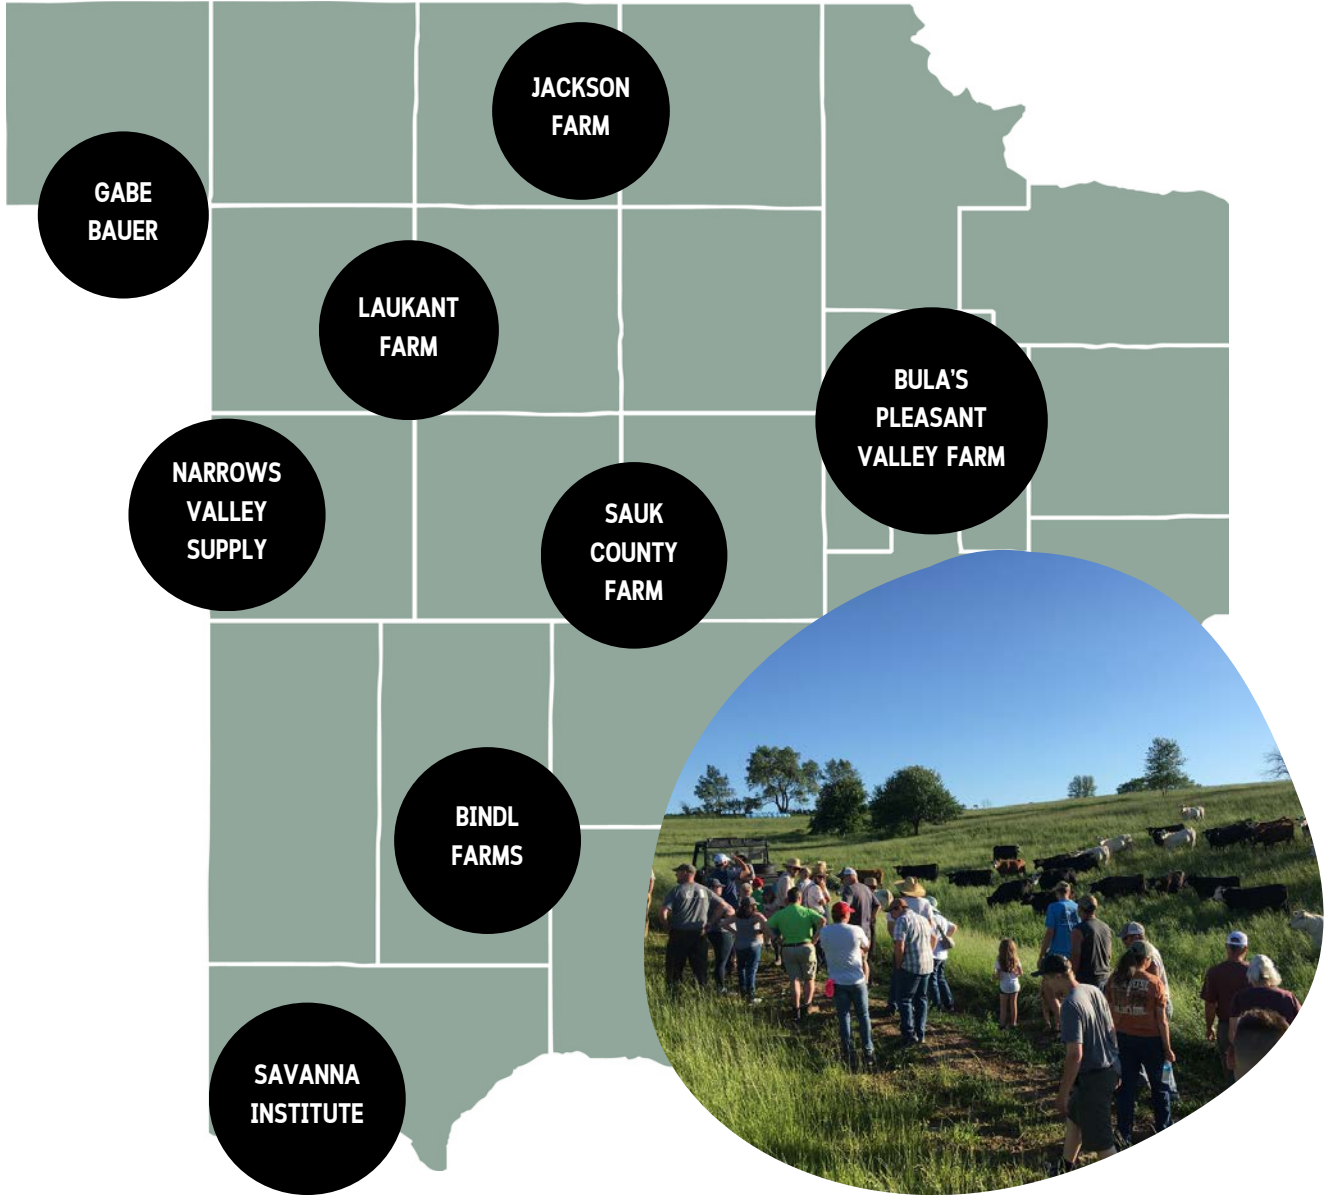 JACKSON
FARM
GABE
BAUER
LAUKANT
FARM
BULA'S
PLEASANT
VALLEY FARM
NARROWS
VALLEY
SUPPLY
SAUK
COUNTY
FARM
BINDL
FARMS
SAVANNA
INSTITUTE